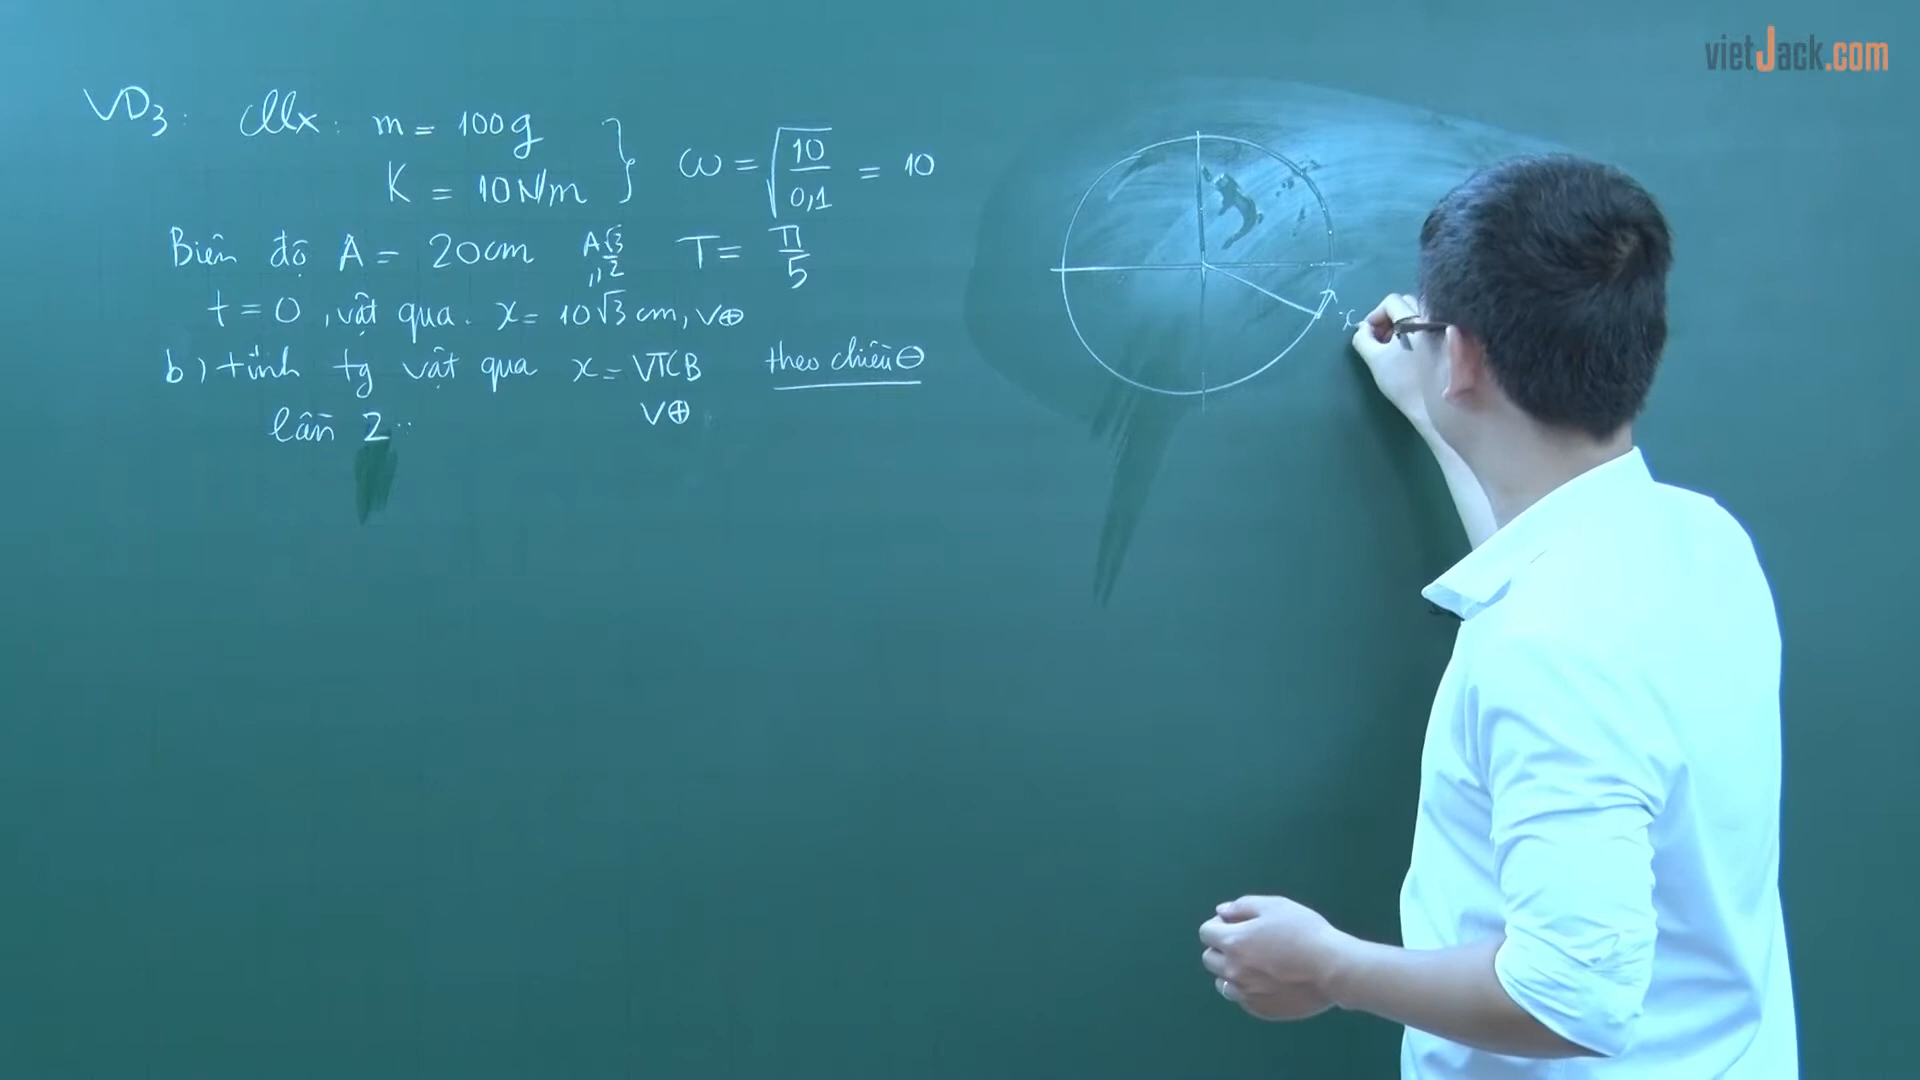 vietJack.com
VD3: CLLx: m = 100g
K = 10N/m } ω = √(10/0,1) = 10
Biên độ A = 20cm A√3/2 T = π/5
t = 0, vật qua x = 10√3 cm, v⊕
b) tính tg vật qua x = VTCB theo chiều ⊖
lần 2 v⊕
x